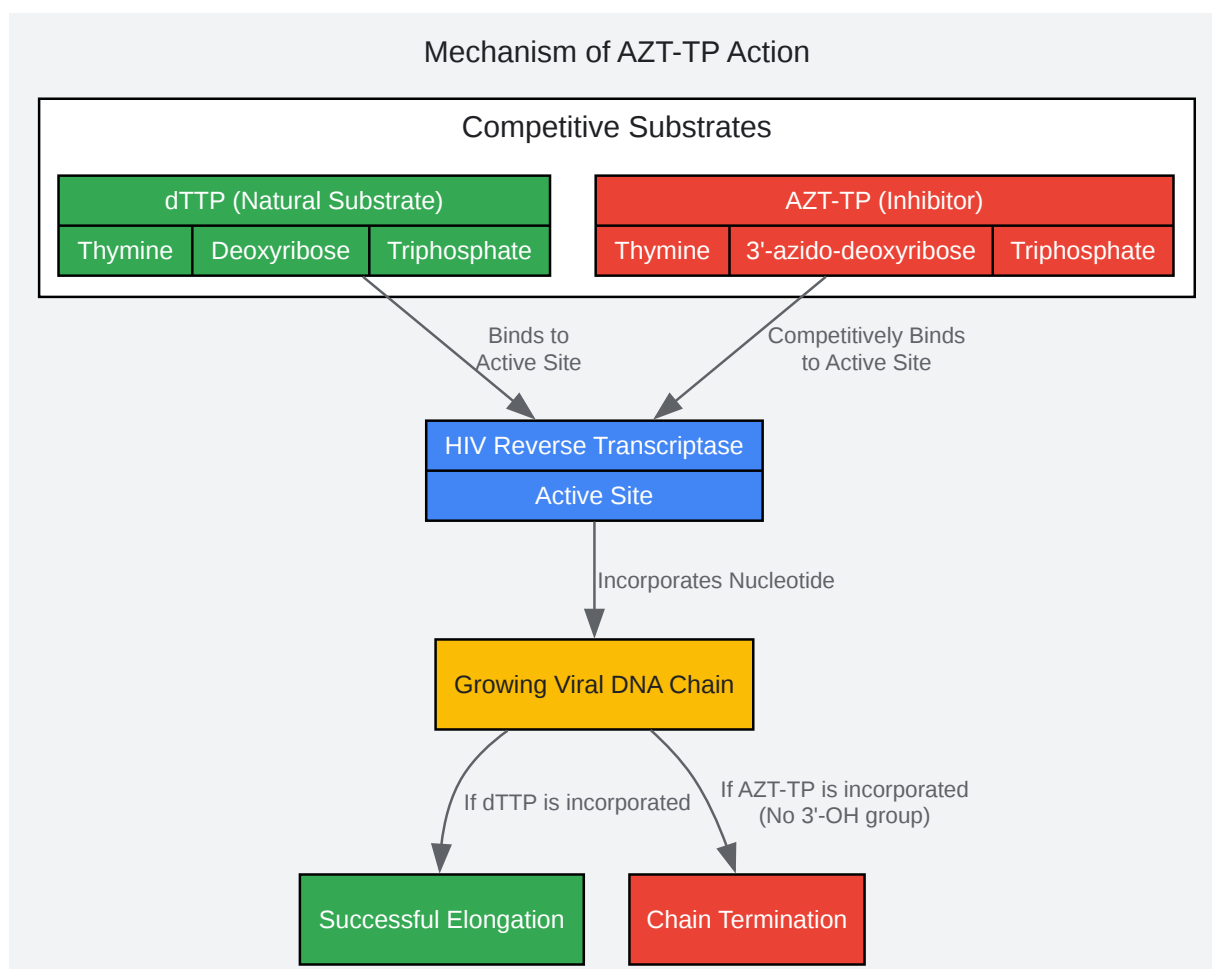 Mechanism of AZT-TP Action
Competitive Substrates
dTTP (Natural Substrate)
Thymine
Deoxyribose
Triphosphate
AZT-TP (Inhibitor)
Thymine
3'-azido-deoxyribose
Triphosphate
Binds to
Active Site
Competitively Binds
to Active Site
HIV Reverse Transcriptase
Active Site
Incorporates Nucleotide
Growing Viral DNA Chain
If dTTP is incorporated
If AZT-TP is incorporated
(No 3'-OH group)
Successful Elongation
Chain Termination